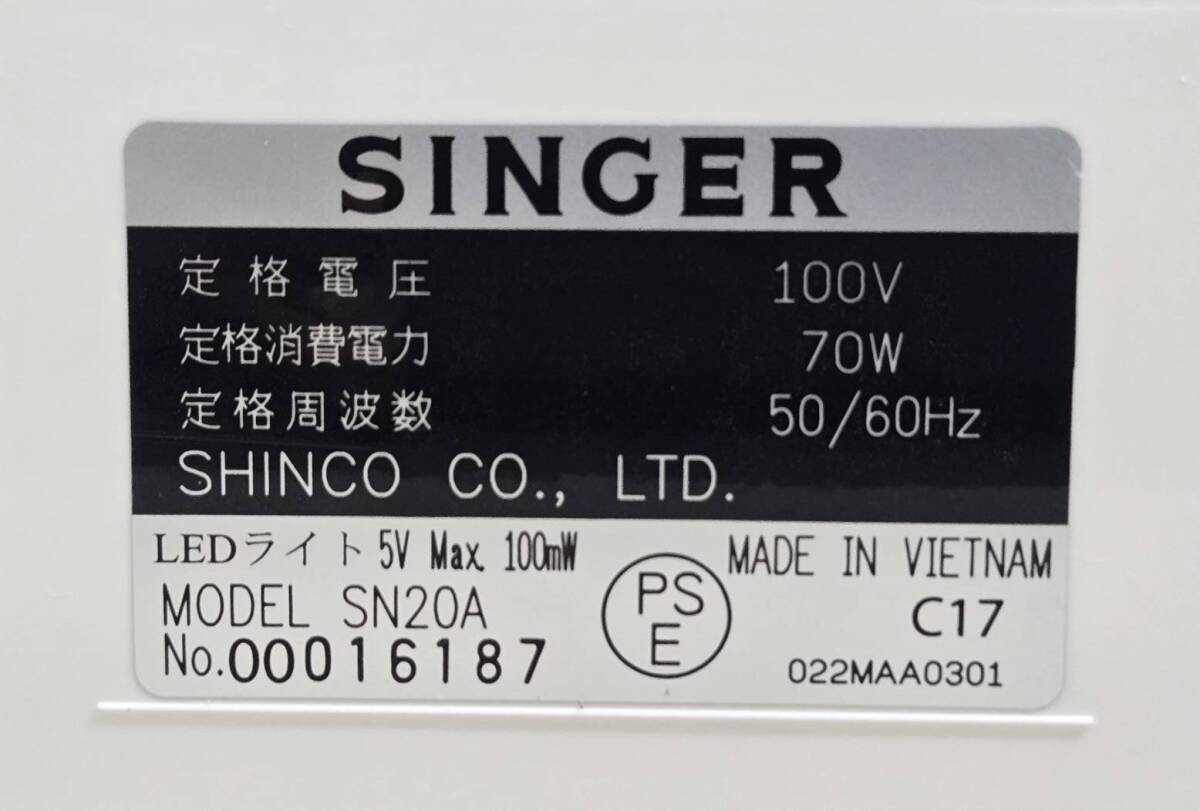 SINGER
定格電圧 100V
定格消費電力 70W
定格周波数 50/60Hz
SHINCO CO., LTD.
LEDライト 5V Max. 100mW
MADE IN VIETNAM
MODEL SN20A
PS
E
C17
No.00016187
022MAA0301